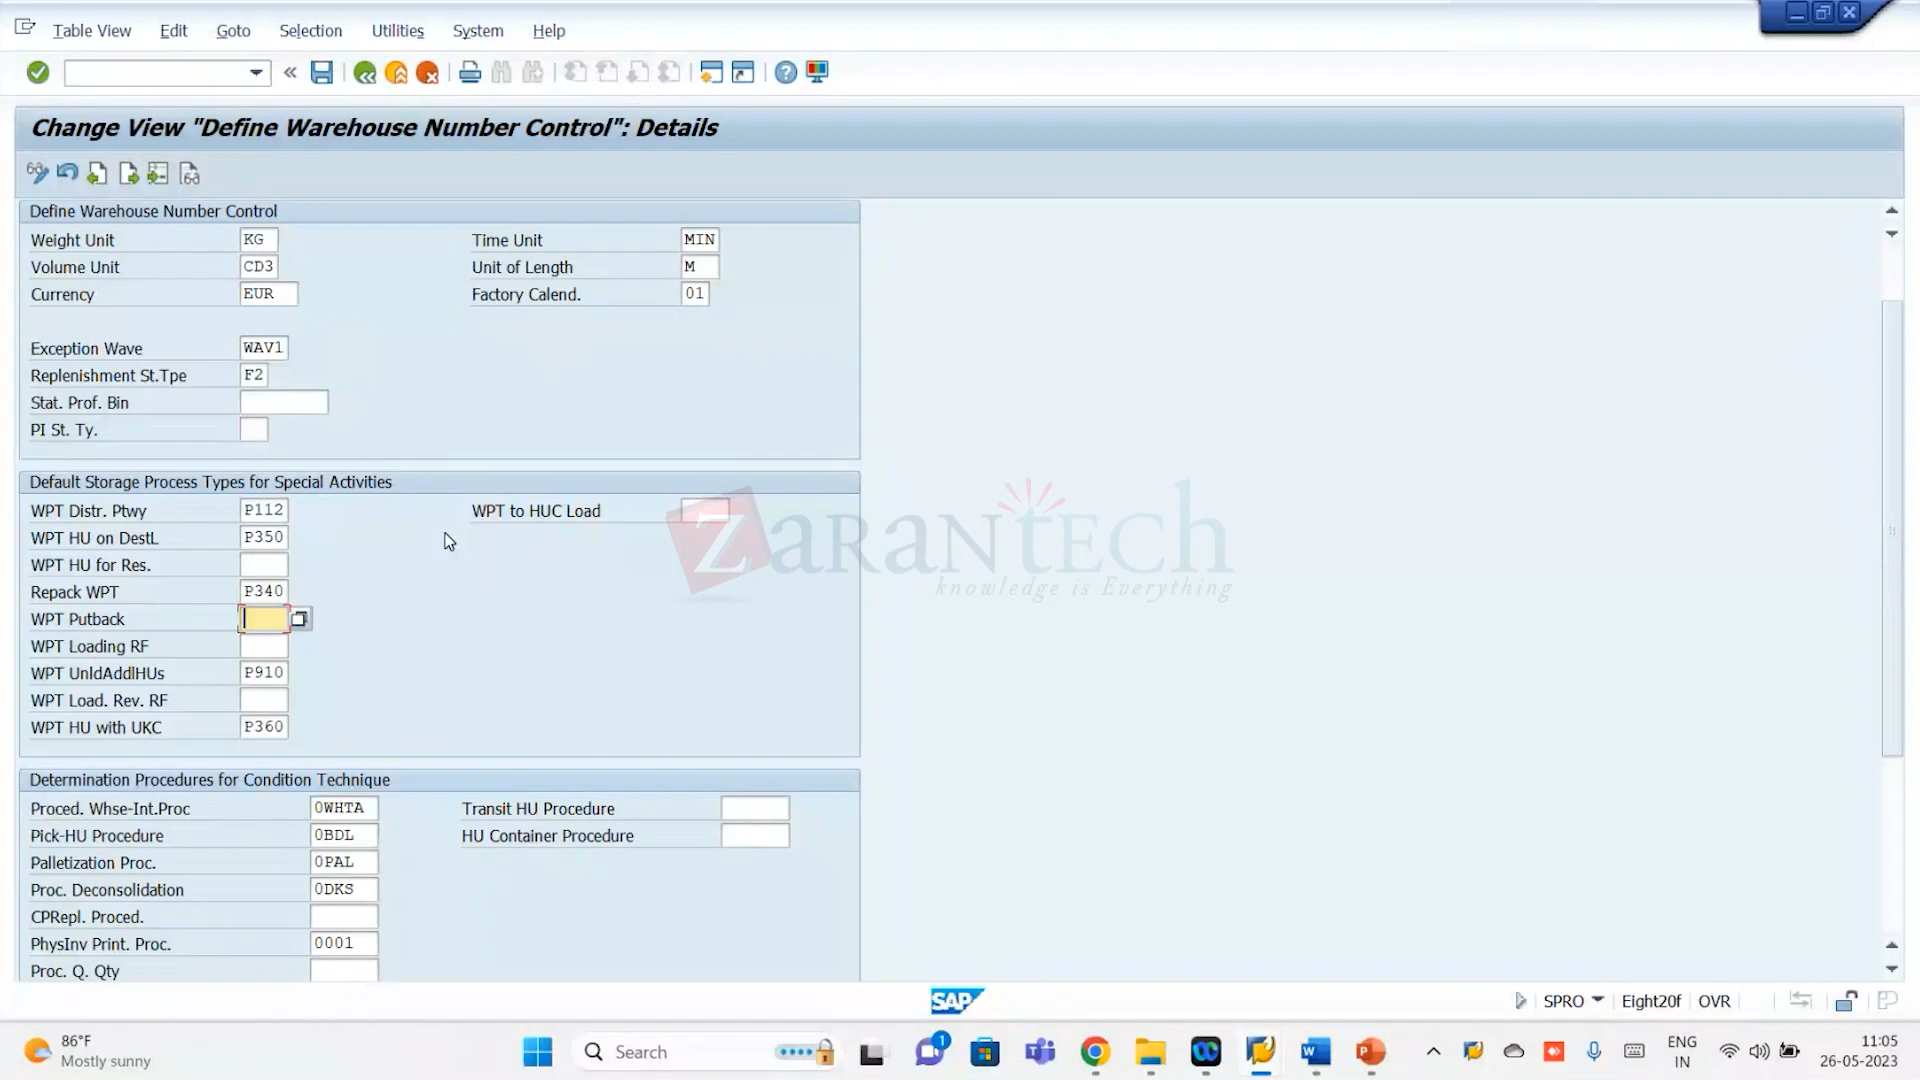 Table View Edit Goto Selection Utilities System Help
Change View "Define Warehouse Number Control": Details
Define Warehouse Number Control
Weight Unit KG Time Unit MIN
Volume Unit CD3 Unit of Length M
Currency EUR Factory Calend. 01
Exception Wave WAV1
Replenishment St.Tpe F2
Stat. Prof. Bin
PI St. Ty.
Default Storage Process Types for Special Activities
WPT Distr. Ptwy P112 WPT to HUC Load
WPT HU on DestL P350
WPT HU for Res.
Repack WPT P340
WPT Putback
WPT Loading RF
WPT UnldAddlHUs P910
WPT Load. Rev. RF
WPT HU with UKC P360
ZaranTech
knowledge is Everything
Determination Procedures for Condition Technique
Proced. Whse-Int.Proc 0WHTA Transit HU Procedure
Pick-HU Procedure 0BDL HU Container Procedure
Palletization Proc. 0PAL
Proc. Deconsolidation 0DKS
CPRepl. Proced.
PhysInv Print. Proc. 0001
Proc. Q. Qty
SAP SPRO Eight20f OVR
86°F
Mostly sunny
Search
1
ENG
IN
11:05
26-05-2023